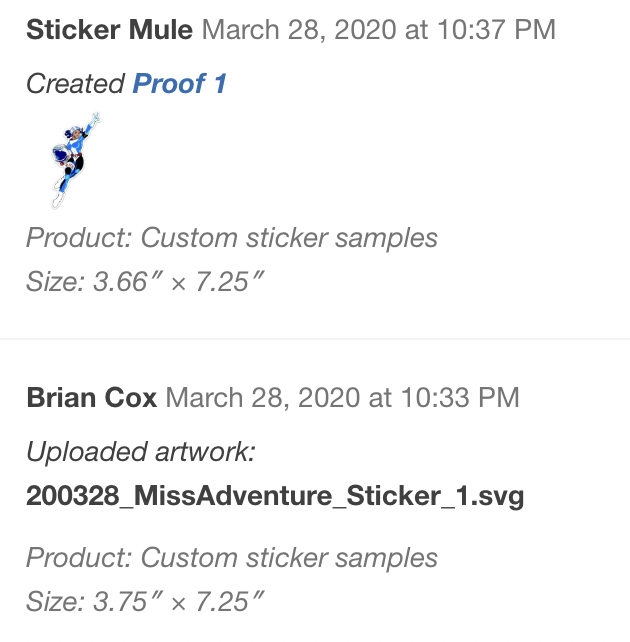 Sticker Mule March 28, 2020 at 10:37 PM
Created Proof 1
Product: Custom sticker samples
Size: 3.66″ × 7.25″
Brian Cox March 28, 2020 at 10:33 PM
Uploaded artwork:
200328_MissAdventure_Sticker_1.svg
Product: Custom sticker samples
Size: 3.75″ × 7.25″